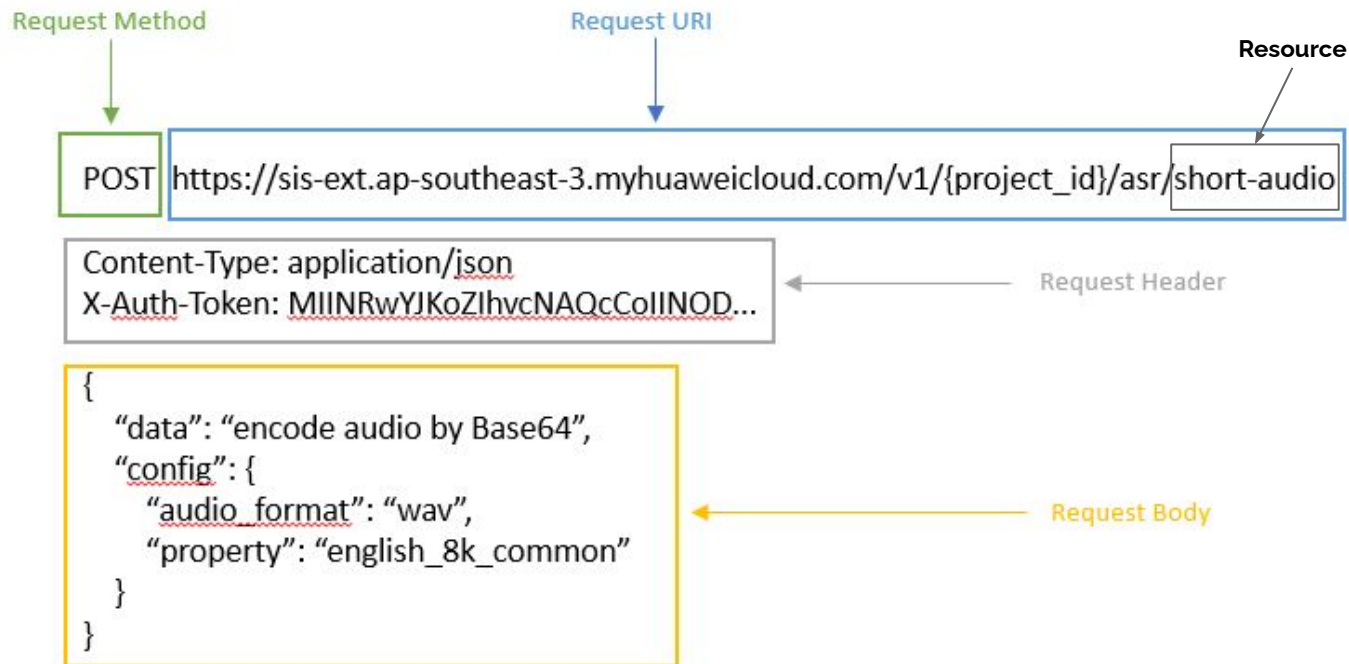 Request Method
Request URI
Resource
POST https://sis-ext.ap-southeast-3.myhuaweicloud.com/v1/{project_id}/asr/short-audio
Content-Type: application/json
X-Auth-Token: MIINRwYJKoZIhvcNAQcCoIINOD...
Request Header
{
“data”: “encode audio by Base64”,
“config”: {
“audio_format”: “wav”,
“property”: “english_8k_common”
}
}
Request Body